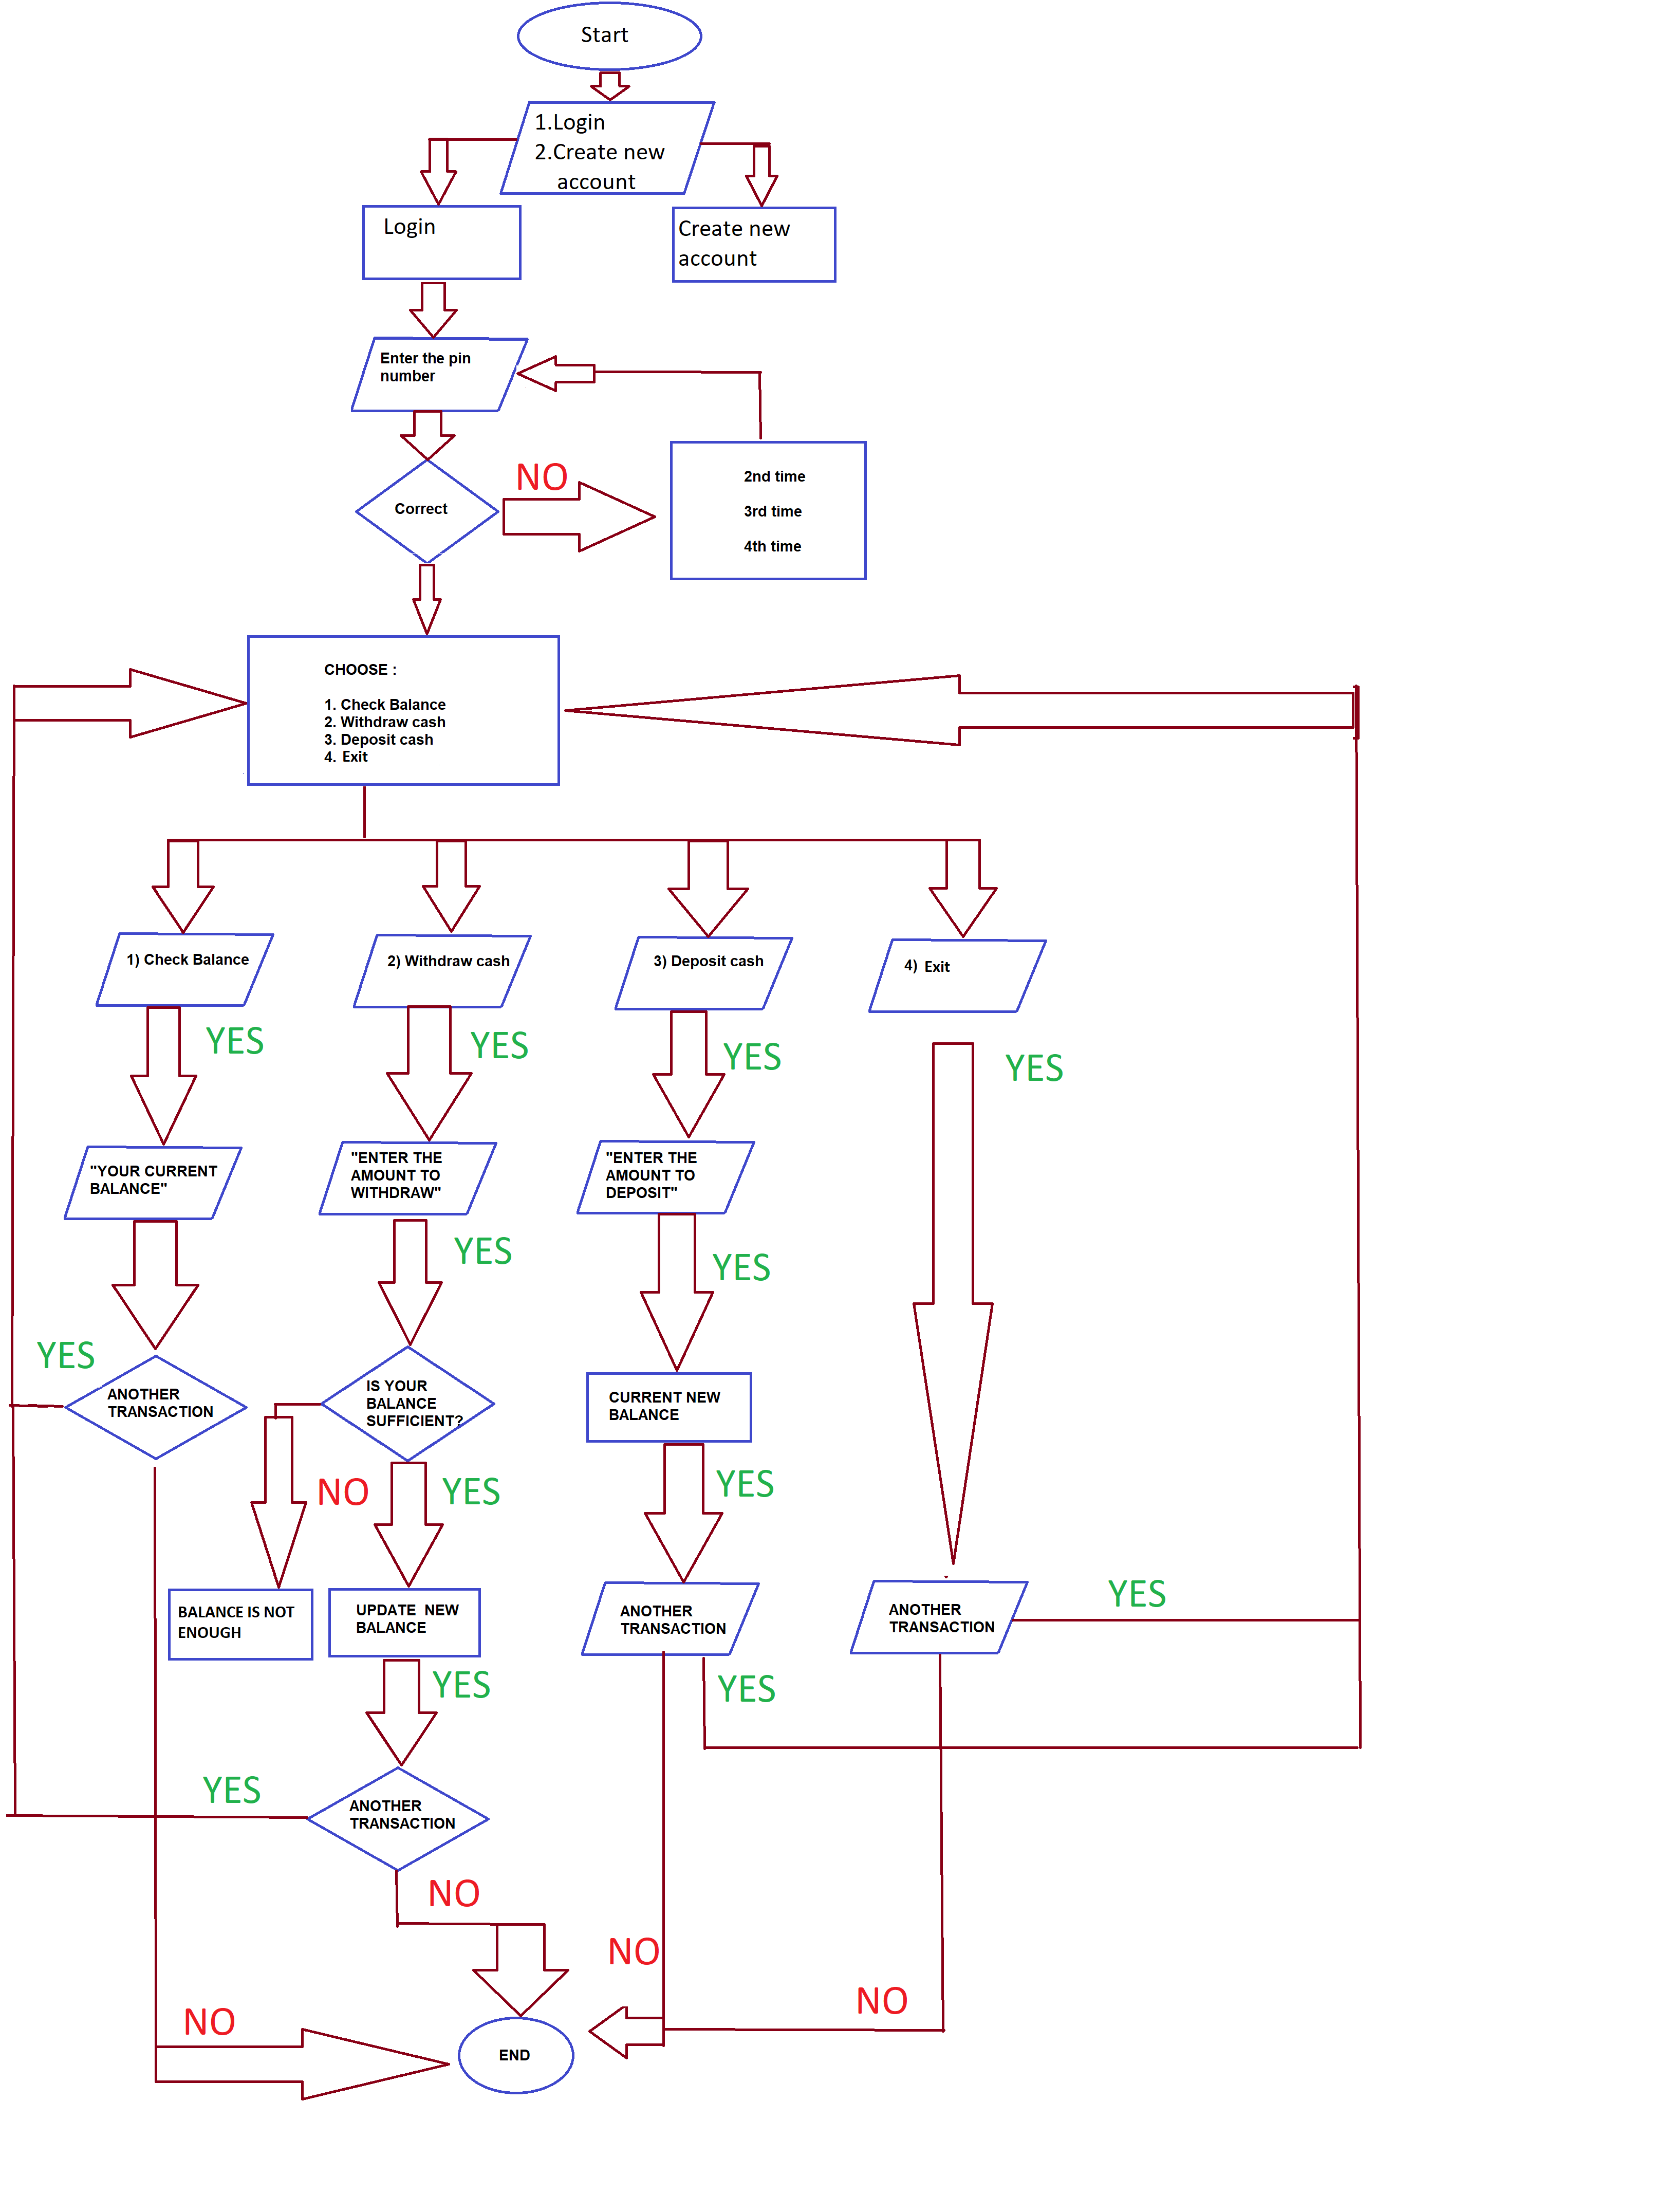 Start
1.Login
2.Create new
account
Login
Create new
account
Enter the pin
number
Correct
NO
2nd time
3rd time
4th time
CHOOSE :
1. Check Balance
2. Withdraw cash
3. Deposit cash
4. Exit
1) Check Balance
2) Withdraw cash
3) Deposit cash
4) Exit
YES
YES
YES
YES
"YOUR CURRENT
BALANCE"
"ENTER THE
AMOUNT TO
WITHDRAW"
"ENTER THE
AMOUNT TO
DEPOSIT"
YES
YES
YES
ANOTHER
TRANSACTION
IS YOUR
BALANCE
SUFFICIENT?
CURRENT NEW
BALANCE
NO
YES
YES
BALANCE IS NOT
ENOUGH
UPDATE NEW
BALANCE
ANOTHER
TRANSACTION
ANOTHER
TRANSACTION
YES
YES
YES
YES
ANOTHER
TRANSACTION
NO
NO
NO
NO
END